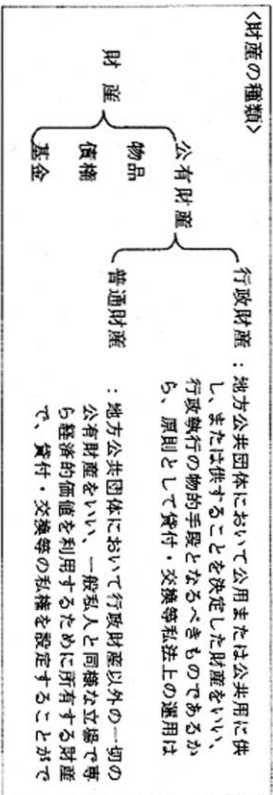 〈財産の種類〉
財産
公有財産
物品
債権
基金
行政財産 :地方公共団体において公用または公共用に供
し、または供することを決定した財産をいい、
行政執行の物的手段となるべきものであるか
ら、原則として貸付・交換等私法上の運用は
普通財産 :地方公共団体において行政財産以外の一切の
公有財産をいい、一般私人と同様な立場で専
ら経済的価値を利用するために所有する財産
で、貸付・交換等の私権を設定することがで